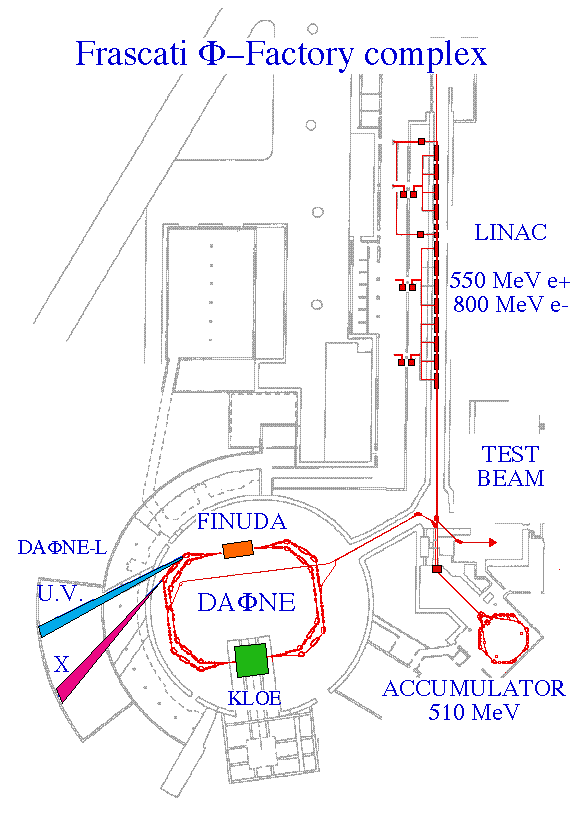 Frascati Φ–Factory complex
LINAC
550 MeV e+
800 MeV e-
TEST
BEAM
FINUDA
DAΦNE-L
U.V.
DAΦNE
X
KLOE
ACCUMULATOR
510 MeV